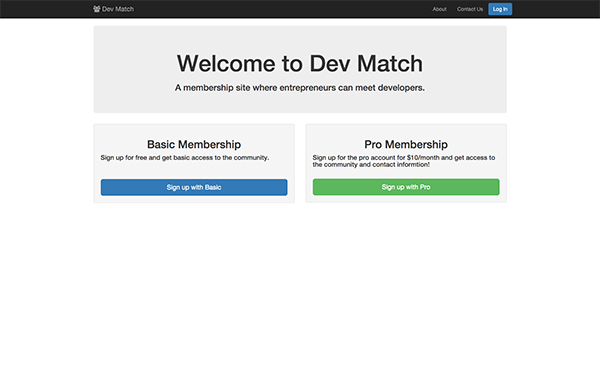 Dev Match
About
Contact Us
Log in
Welcome to Dev Match
A membership site where entrepreneurs can meet developers.
Basic Membership
Sign up for free and get basic access to the community.
Sign up with Basic
Pro Membership
Sign up for the pro account for $10/month and get access to
the community and contact informtion!
Sign up with Pro